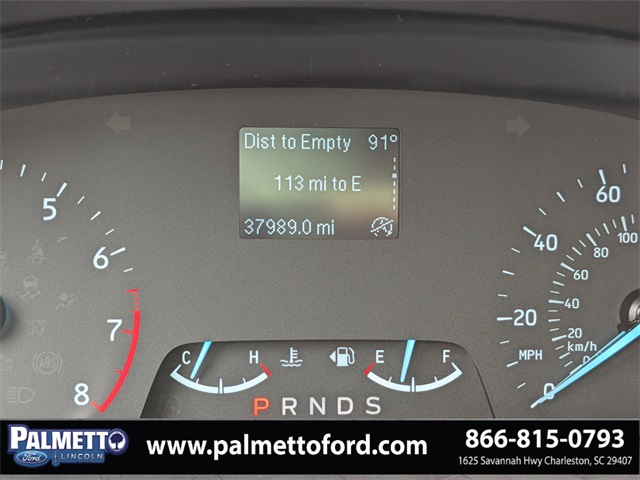 Dist to Empty 91°
113 mi to E
37989.0 mi
5
6
7
8
C H
E F
P R N D S
60
40
20
0
MPH
100
80
60
40
20
0
km/h
ABS
PALMETTO
Ford + LINCOLN
www.palmettoford.com
866-815-0793
1625 Savannah Hwy Charleston, SC 29407